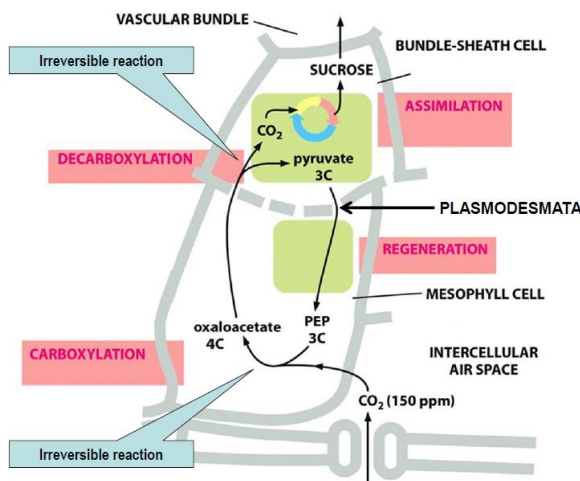 VASCULAR BUNDLE
Irreversible reaction
BUNDLE-SHEATH CELL
SUCROSE
ASSIMILATION
CO2
DECARBOXYLATION
pyruvate
3C
PLASMODESMATA
REGENERATION
MESOPHYLL CELL
oxaloacetate
4C
PEP
3C
CARBOXYLATION
INTERCELLULAR
AIR SPACE
CO2 (150 ppm)
Irreversible reaction